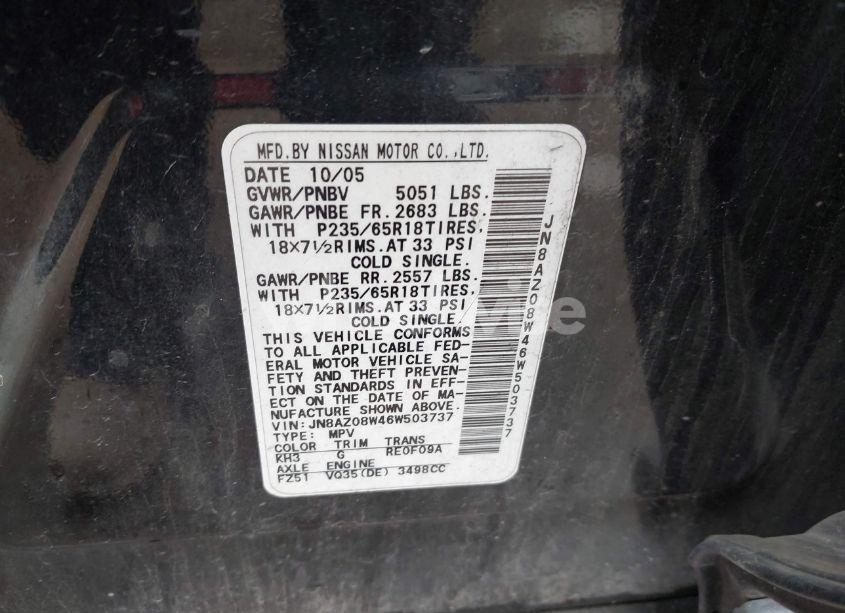 MFD.BY NISSAN MOTOR CO.,LTD.
DATE 10/05
GVWR/PNBV 5051 LBS.
GAWR/PNBE FR. 2683 LBS.
WITH P235/65R18TIRES.
18×7½RIMS.AT 33 PSI
COLD SINGLE.
GAWR/PNBE RR. 2557 LBS.
WITH P235/65R18TIRES.
18×7½RIMS.AT 33 PSI
COLD SINGLE.
THIS VEHICLE CONFORMS
TO ALL APPLICABLE FED-
ERAL MOTOR VEHICLE SA-
FETY AND THEFT PREVEN-
TION STANDARDS IN EFF-
ECT ON THE DATE OF MA-
NUFACTURE SHOWN ABOVE.
VIN:JN8AZ08W46W503737
TYPE: MPV
COLOR TRIM TRANS
KH3 G RE0F09A
AXLE ENGINE
FZ51 VQ35(DE) 3498CC
JN8AZ08W46W503737